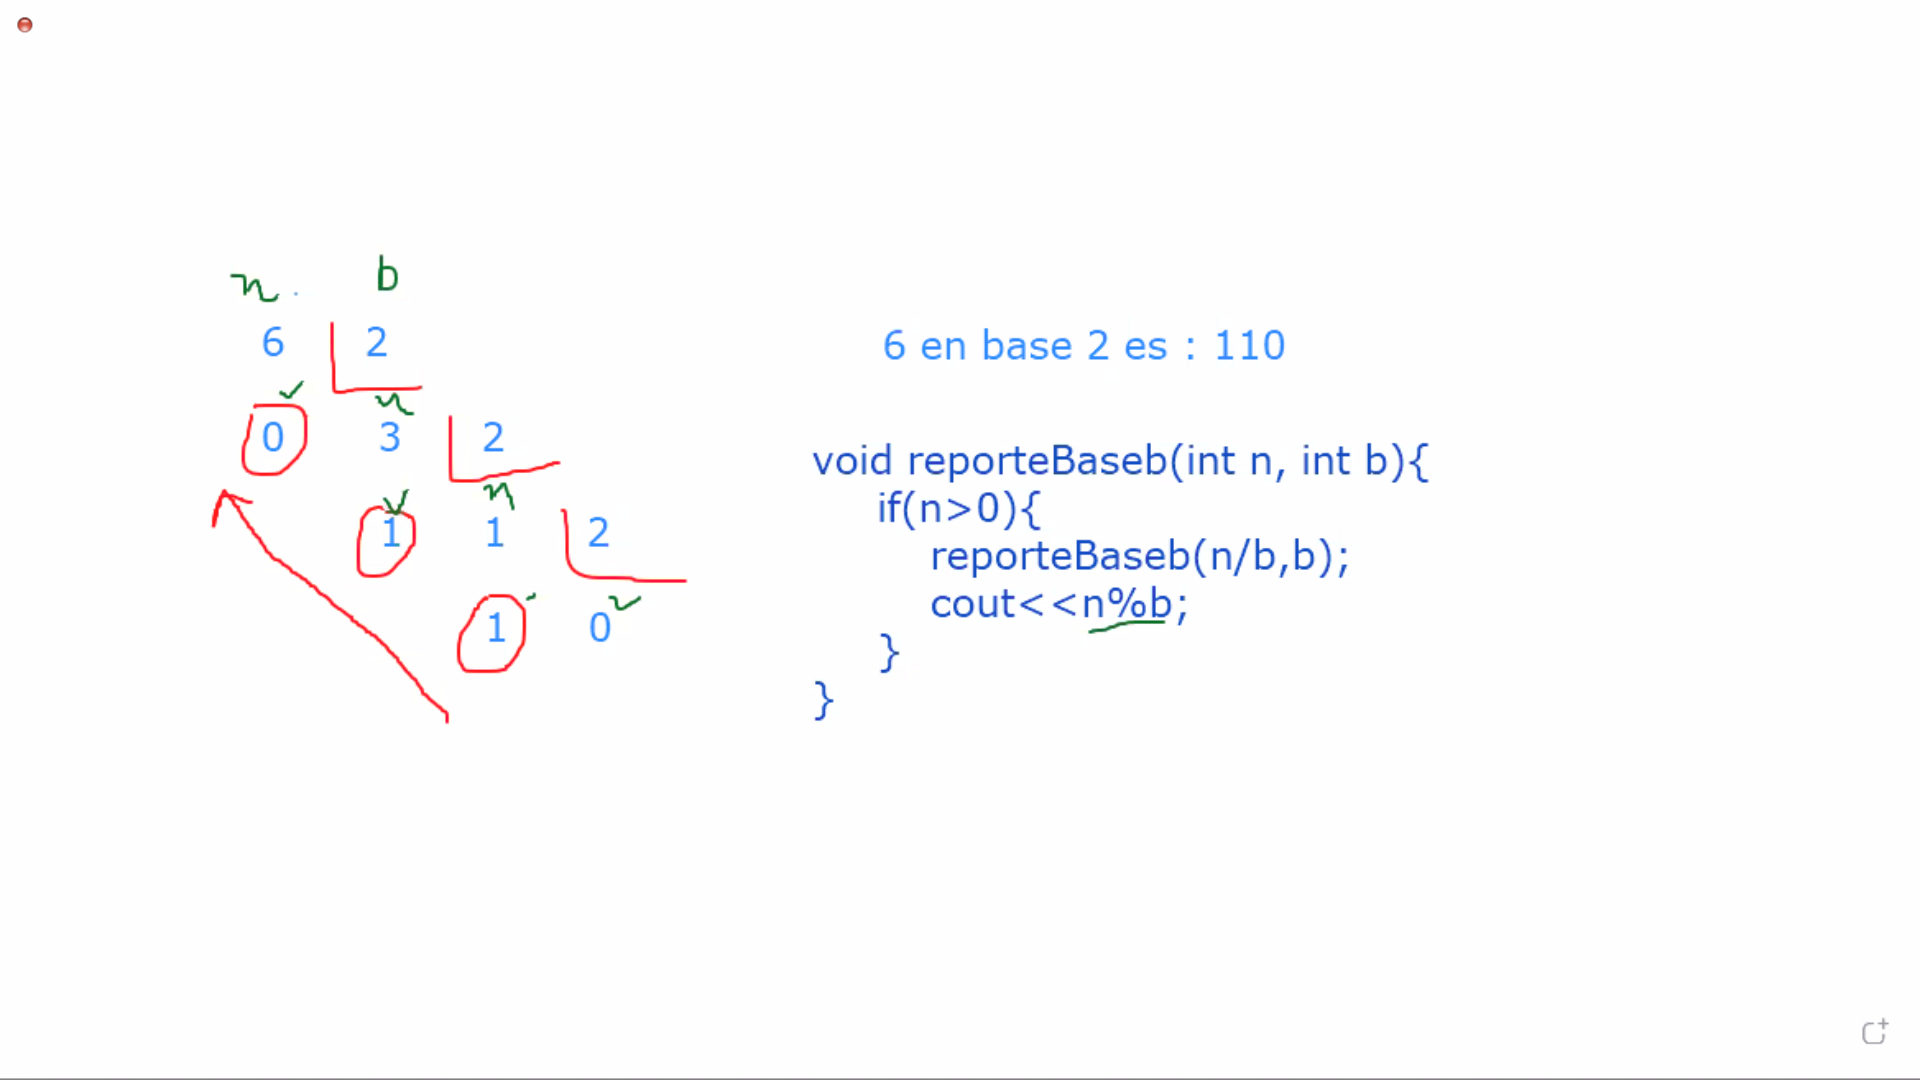 n b
6 2
n
0 3 2
n
1 1 2
1 0
6 en base 2 es : 110
void reporteBaseb(int n, int b){
if(n>0){
reporteBaseb(n/b,b);
cout<<n%b;
}
}